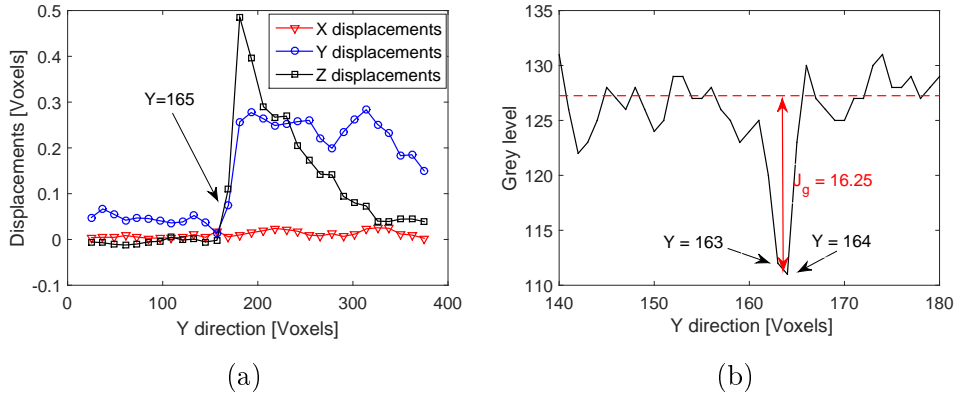 X displacements
Y displacements
Z displacements
Y=165
Displacements [Voxels]
0.5
0.4
0.3
0.2
0.1
0
-0.1
0
100
200
300
400
Y direction [Voxels]
(a)
135
130
125
120
115
110
Grey level
J_g = 16.25
Y = 163
Y = 164
140
150
160
170
180
Y direction [Voxels]
(b)